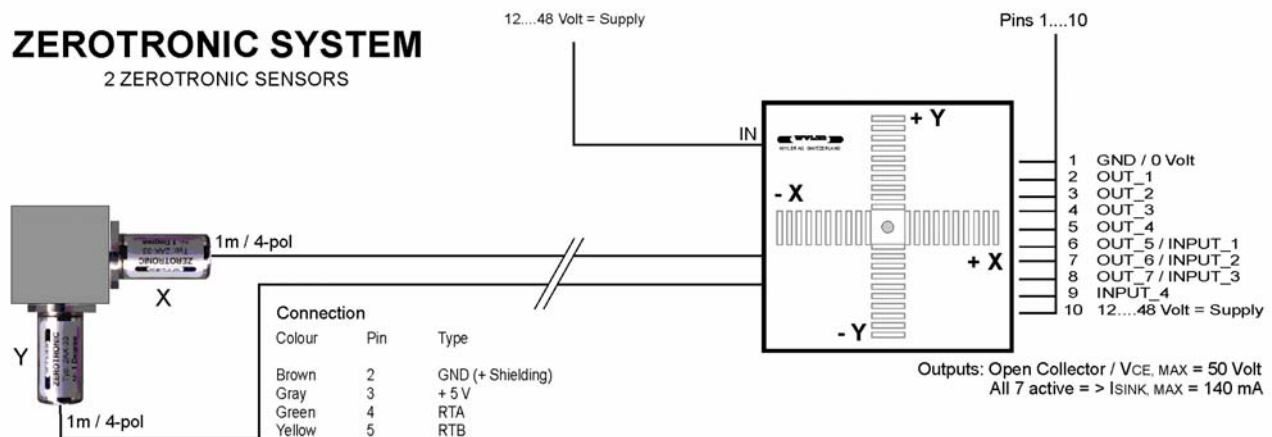 12....48 Volt = Supply
Pins 1....10
ZEROTRONIC SYSTEM
2 ZEROTRONIC SENSORS
IN
WYLER
WYLER AG SWITZERLAND
+ Y
- X
+ X
- Y
1 GND / 0 Volt
2 OUT_1
3 OUT_2
4 OUT_3
5 OUT_4
6 OUT_5 / INPUT_1
7 OUT_6 / INPUT_2
8 OUT_7 / INPUT_3
9 INPUT_4
10 12....48 Volt = Supply
1m / 4-pol
ZEROTRONIC
X
Y
ZEROTRONIC
1m / 4-pol
Connection
Colour Pin Type
Brown 2 GND (+ Shielding)
Gray 3 + 5 V
Green 4 RTA
Yellow 5 RTB
Outputs: Open Collector / VCE, MAX = 50 Volt
All 7 active = > ISINK, MAX = 140 mA